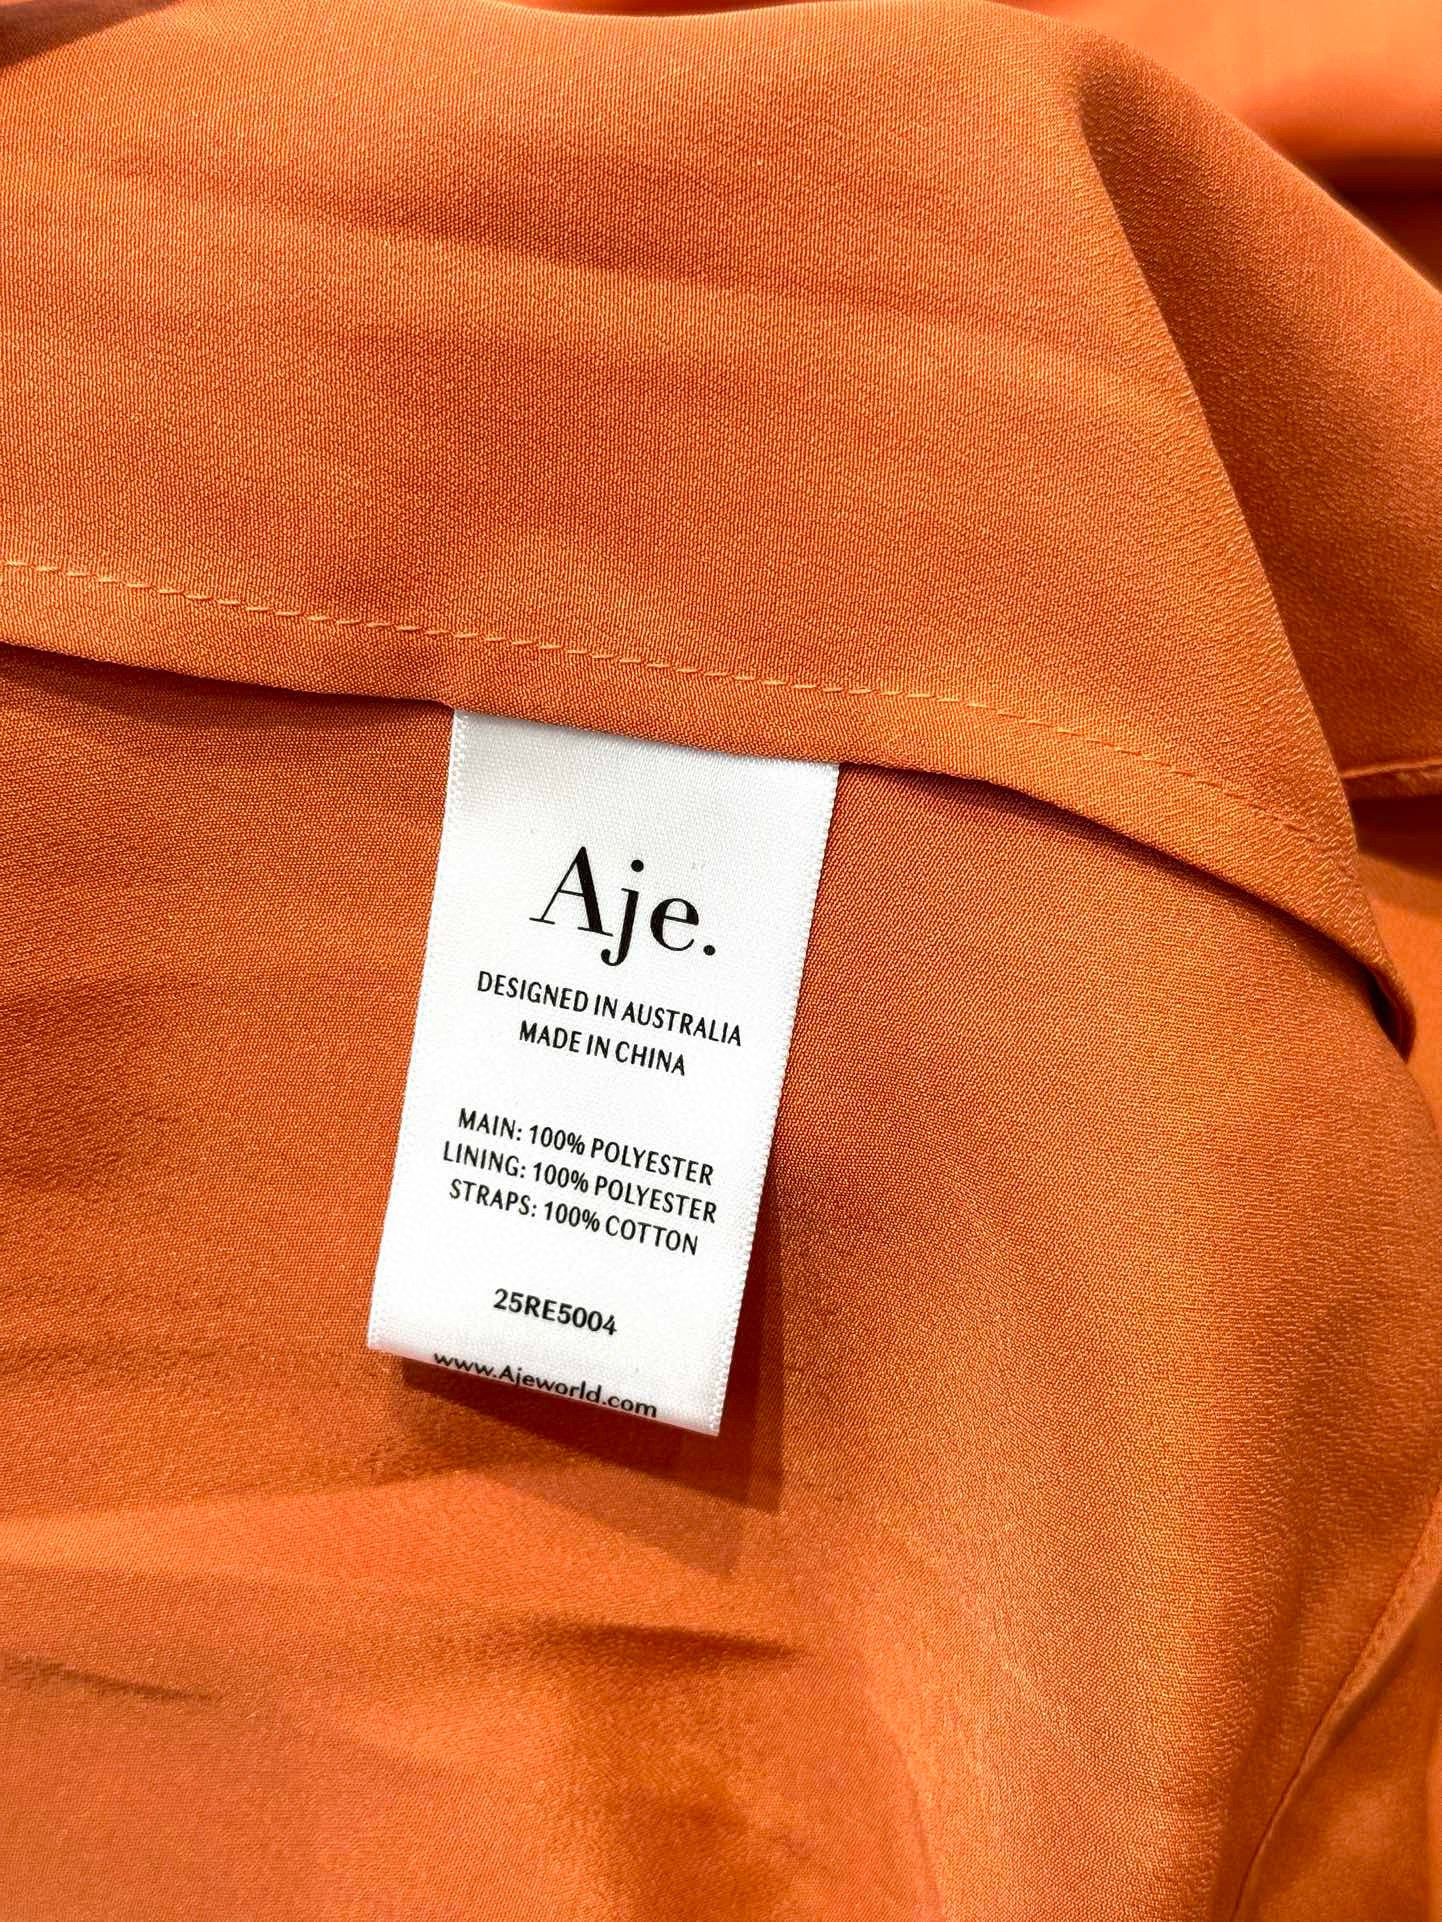 Aje.
DESIGNED IN AUSTRALIA
MADE IN CHINA
MAIN: 100% POLYESTER
LINING: 100% POLYESTER
STRAPS: 100% COTTON
25RE5004
www.Ajeworld.com